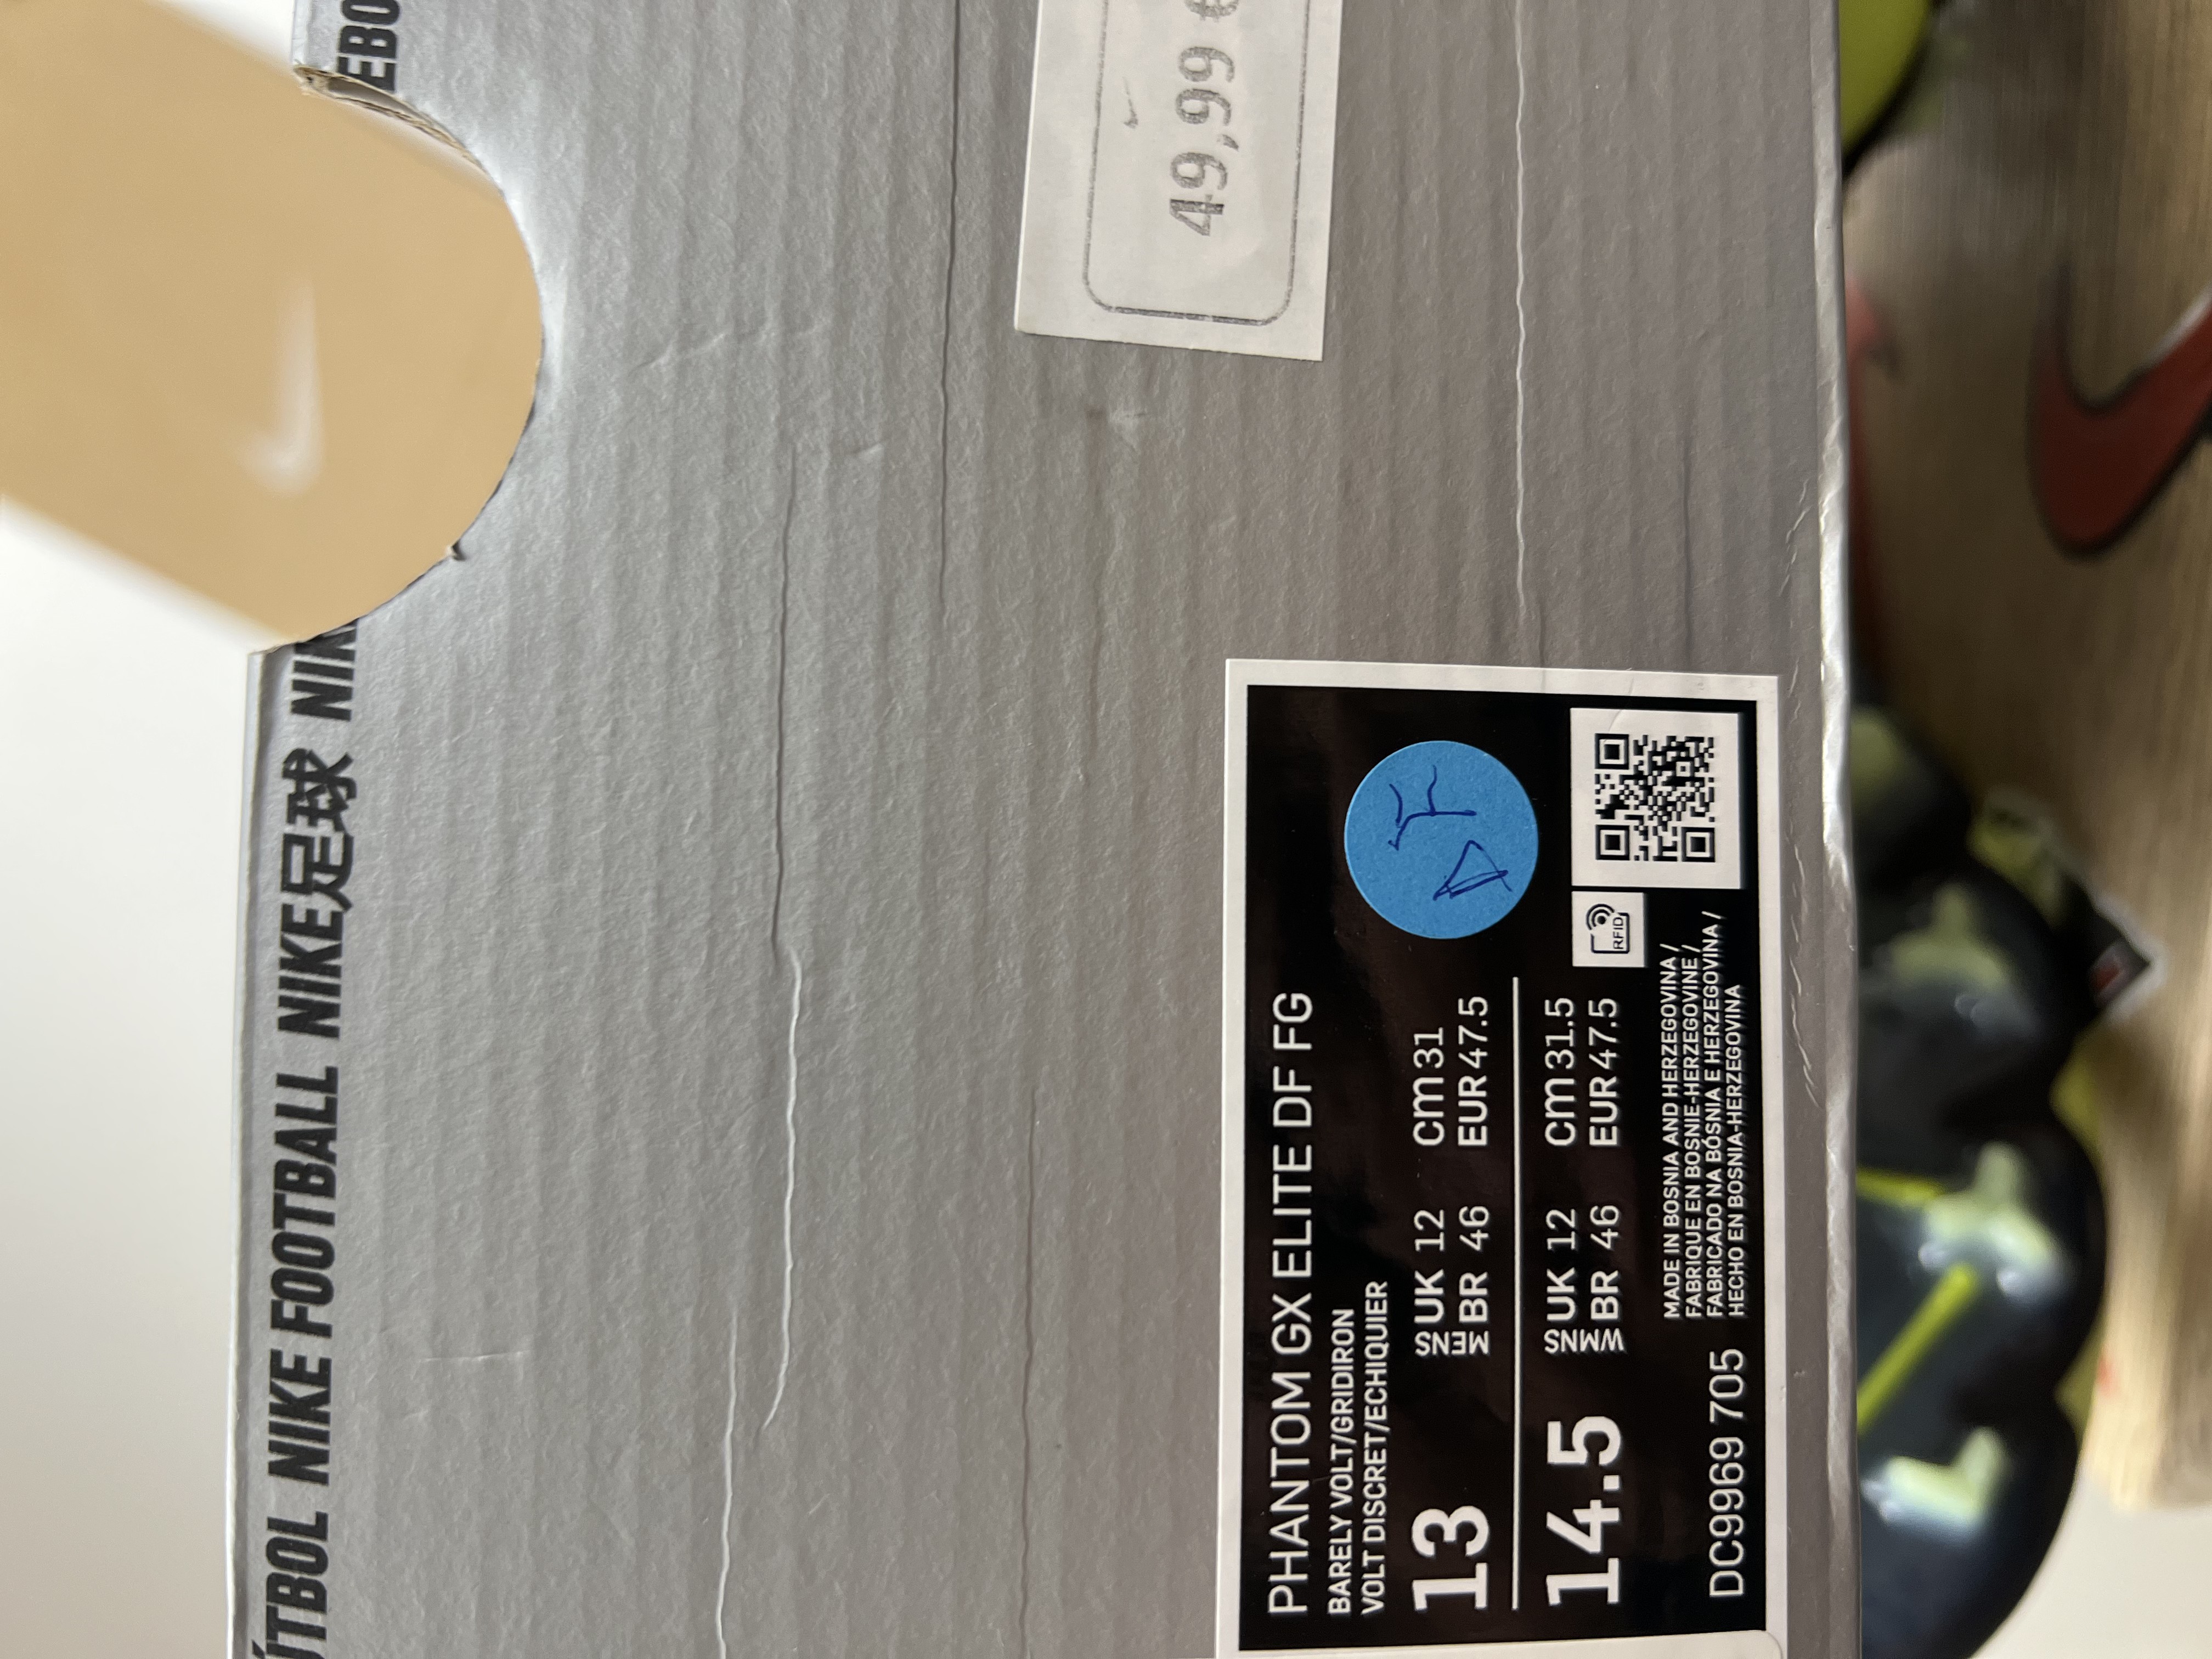 NIKE FOOTBALL NIKE足球
49,99 €
PHANTOM GX ELITE DF FG
BARELY VOLT/GRIDIRON
VOLT DISCRET/ECHIQUIER
13 MENS UK 12 cm 31
BR 46 EUR 47.5
DF
14.5 WMNS UK 12 cm 31.5
BR 46 EUR 47.5
RFID
MADE IN BOSNIA AND HERZEGOVINA /
FABRIQUE EN BOSNIE-HERZEGOVINE /
FABRICADO NA BÓSNIA E HERZEGOVINA /
HECHO EN BOSNIA-HERZEGOVINA
DC9969 705